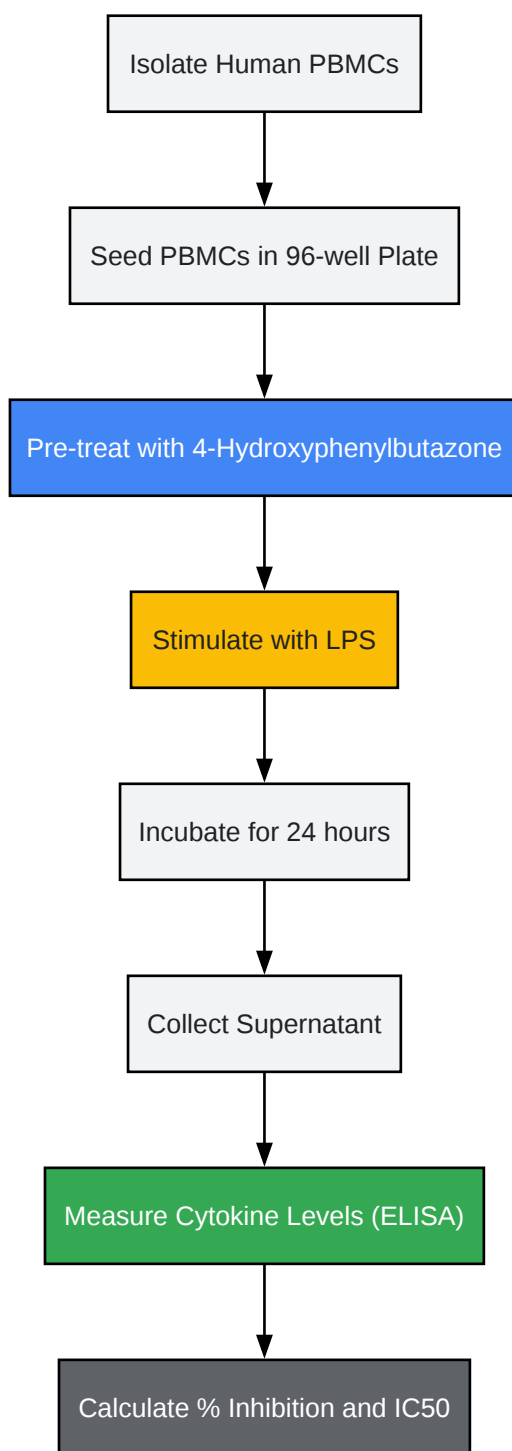 Isolate Human PBMCs
Seed PBMCs in 96-well Plate
Pre-treat with 4-Hydroxyphenylbutazone
Stimulate with LPS
Incubate for 24 hours
Collect Supernatant
Measure Cytokine Levels (ELISA)
Calculate % Inhibition and IC50